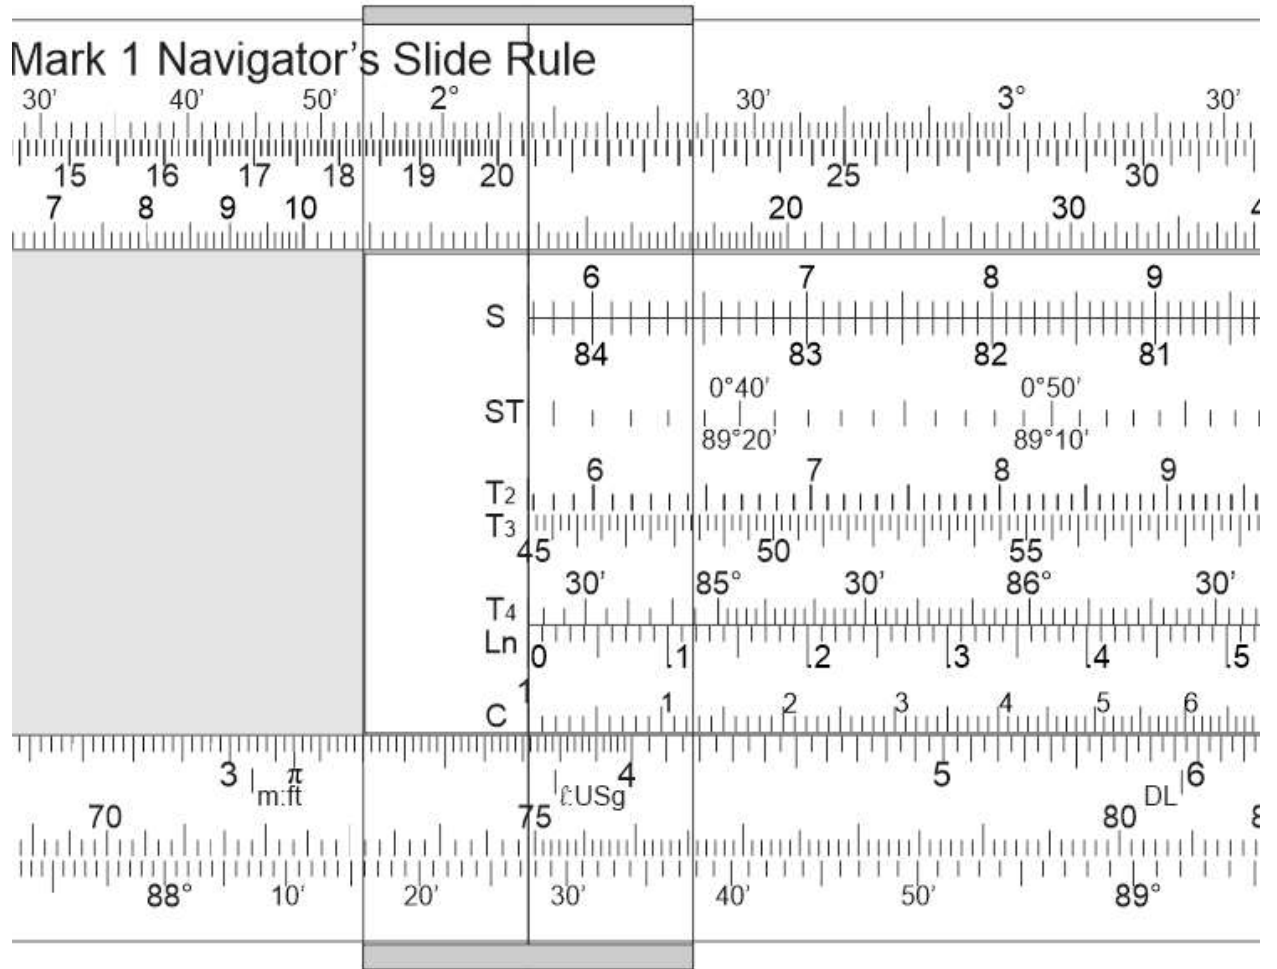 Mark 1 Navigator's Slide Rule
30' 40' 50' 2° 30' 3° 30'
15 16 17 18 19 20 25 30
7 8 9 10 20 30 4
6 7 8 9
S
84 83 82 81
0°40' 0°50'
ST
89°20' 89°10'
6 7 8 9
T2
T3
45 50 55
30' 85° 30' 86° 30'
T4
Ln
0 .1 .2 .3 .4 .5
1 1 2 3 4 5 6
C
3 π 4 5 6
m:ft ℓ:USg DL
70 75 80 8
88° 10' 20' 30' 40' 50' 89°